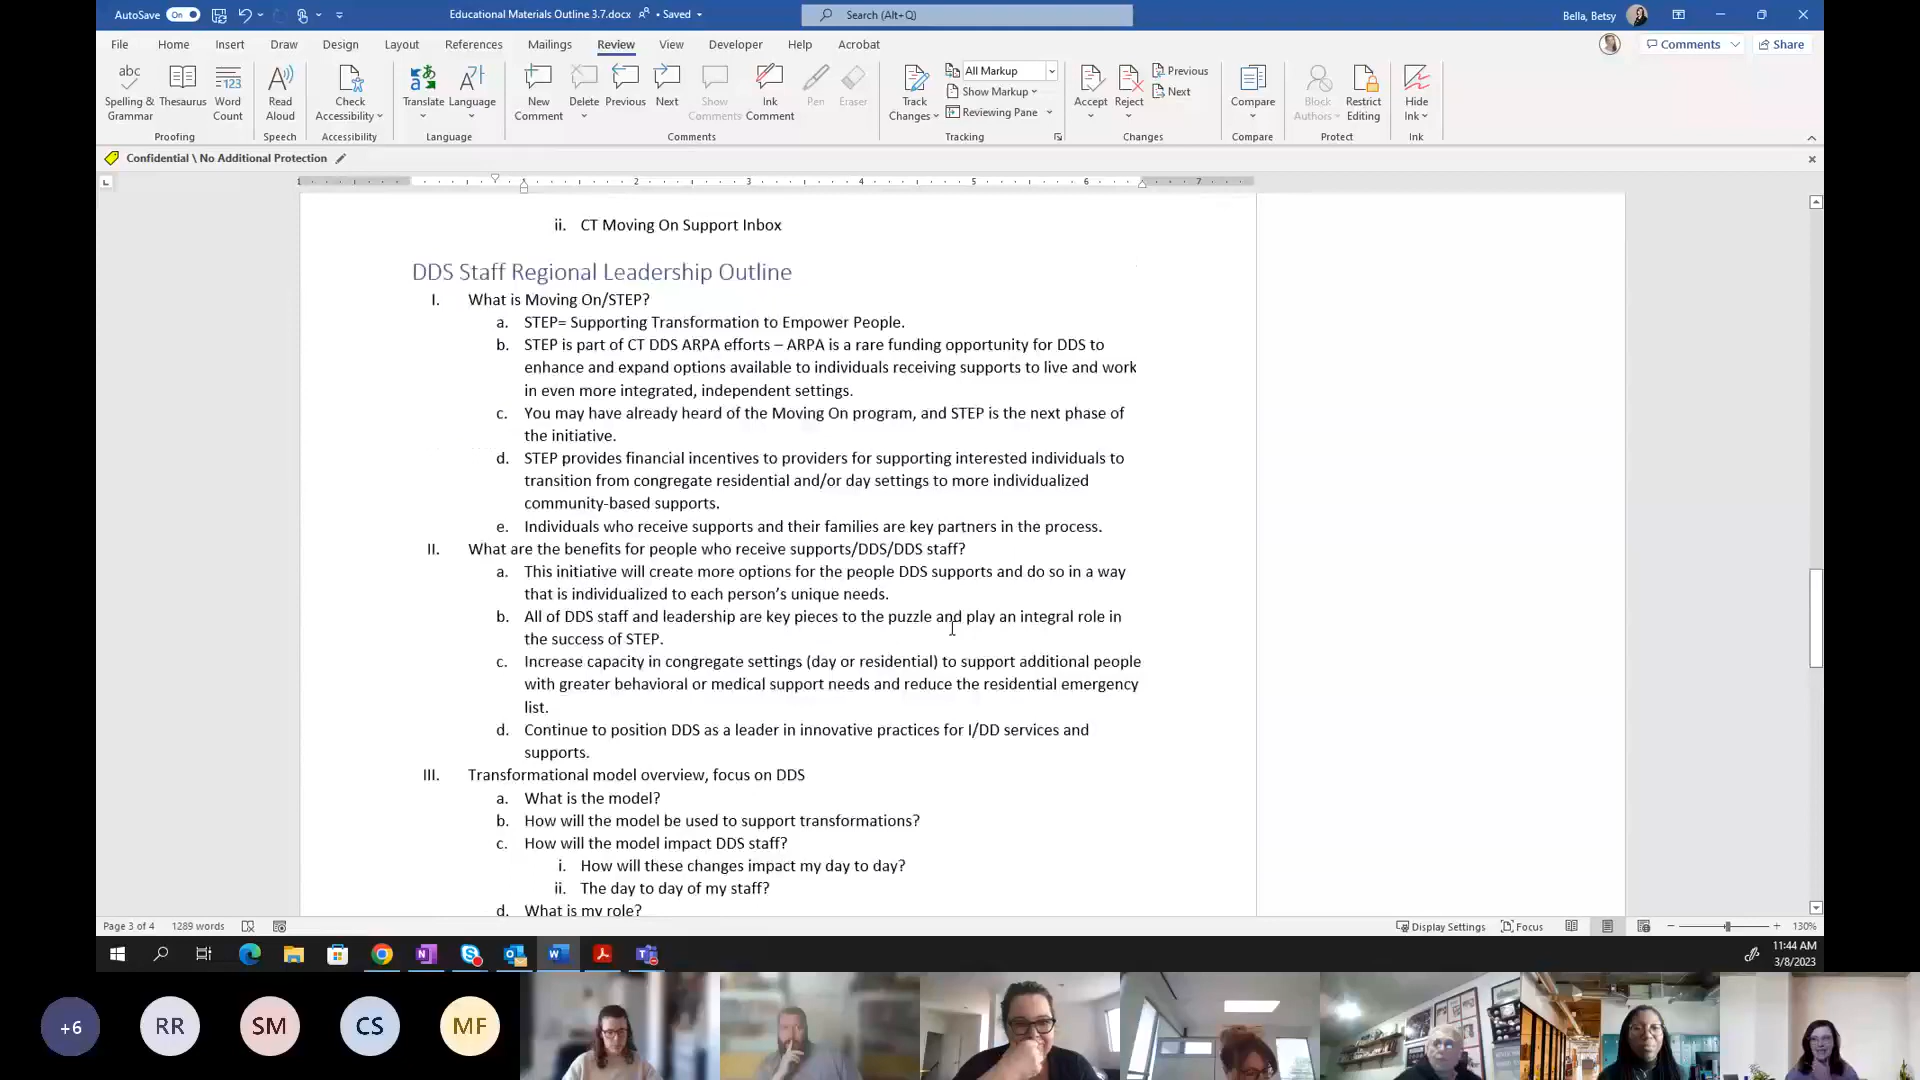 AutoSave On Educational Materials Outline 3.7.docx • Saved Search (Alt+Q) Bella, Betsy
File Home Insert Draw Design Layout References Mailings Review View Developer Help Acrobat Comments Share
abc
Spelling & Grammar
Thesaurus
123
Word Count
Read Aloud
Check Accessibility
Translate
Language
New Comment
Delete
Previous
Next
Show Comments
Ink Comment
Pen
Eraser
Track Changes
All Markup
Show Markup
Reviewing Pane
Accept
Reject
Previous
Next
Compare
Block Authors
Restrict Editing
Hide Ink
Proofing Speech Accessibility Language Comments Tracking Changes Compare Protect Ink
Confidential \ No Additional Protection
1 2 3 4 5 6 7
ii. CT Moving On Support Inbox
DDS Staff Regional Leadership Outline
I. What is Moving On/STEP?
a. STEP= Supporting Transformation to Empower People.
b. STEP is part of CT DDS ARPA efforts – ARPA is a rare funding opportunity for DDS to
enhance and expand options available to individuals receiving supports to live and work
in even more integrated, independent settings.
c. You may have already heard of the Moving On program, and STEP is the next phase of
the initiative.
d. STEP provides financial incentives to providers for supporting interested individuals to
transition from congregate residential and/or day settings to more individualized
community-based supports.
e. Individuals who receive supports and their families are key partners in the process.
II. What are the benefits for people who receive supports/DDS/DDS staff?
a. This initiative will create more options for the people DDS supports and do so in a way
that is individualized to each person’s unique needs.
b. All of DDS staff and leadership are key pieces to the puzzle and play an integral role in
the success of STEP.
c. Increase capacity in congregate settings (day or residential) to support additional people
with greater behavioral or medical support needs and reduce the residential emergency
list.
d. Continue to position DDS as a leader in innovative practices for I/DD services and
supports.
III. Transformational model overview, focus on DDS
a. What is the model?
b. How will the model be used to support transformations?
c. How will the model impact DDS staff?
i. How will these changes impact my day to day?
ii. The day to day of my staff?
d. What is my role?
Page 3 of 4 1289 words Display Settings Focus 130%
11:44 AM
3/8/2023
+6 RR SM CS MF